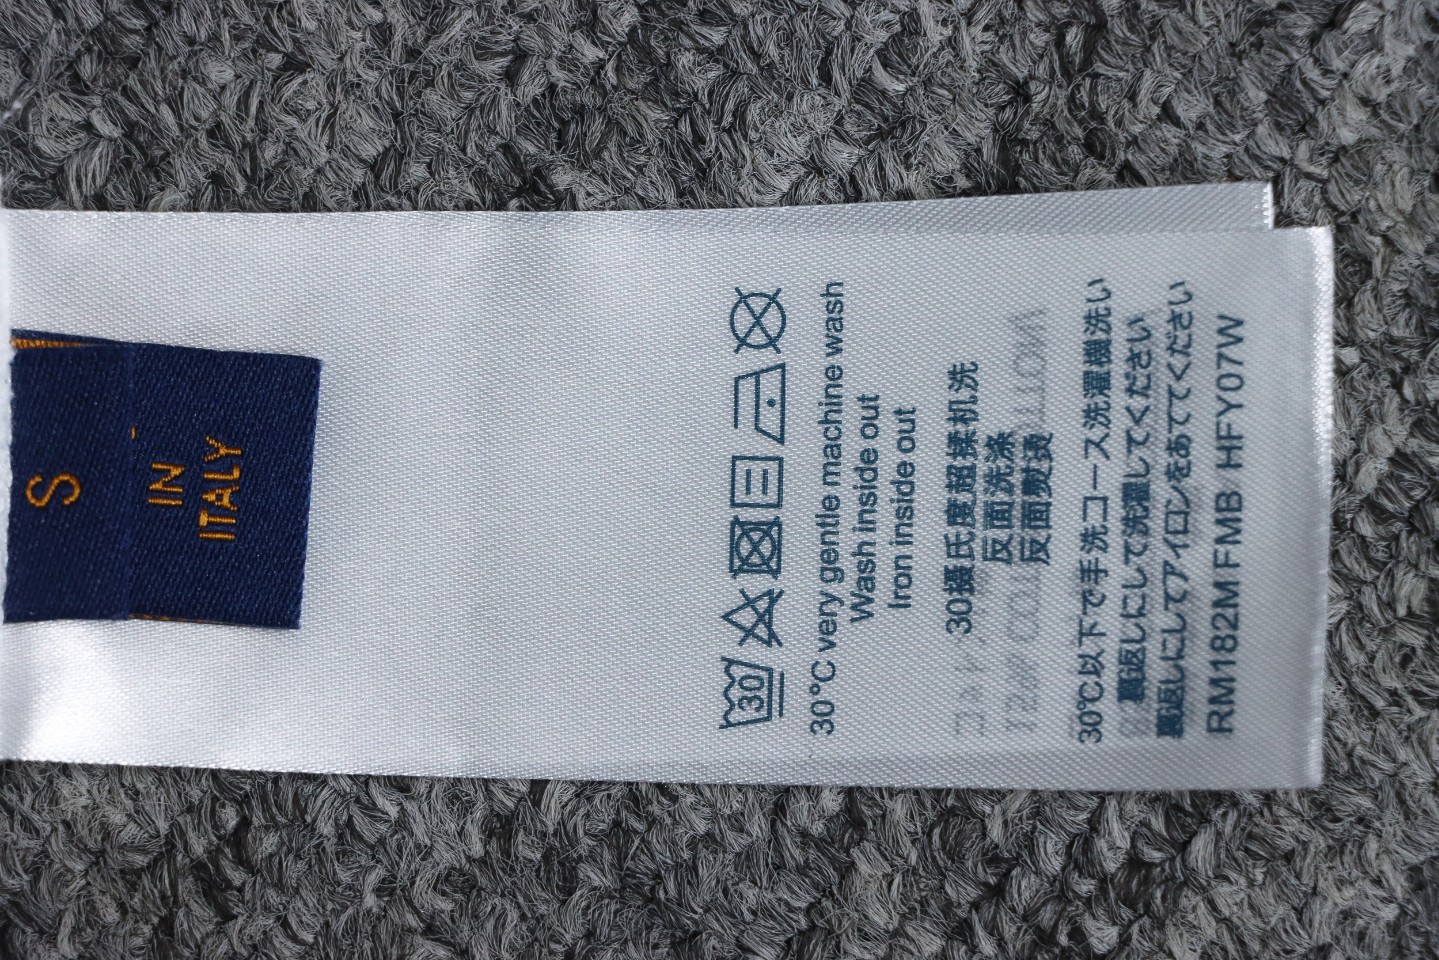 S
IN
ITALY
30
30°C very gentle machine wash
Wash inside out
Iron inside out
30摄氏度超揉机洗
反面洗涤
反面熨烫
30℃以下で手洗コース洗濯機洗い
裏返しにして洗濯してください
裏返しにしてアイロンをあててください
RM182M FMB HFY07W